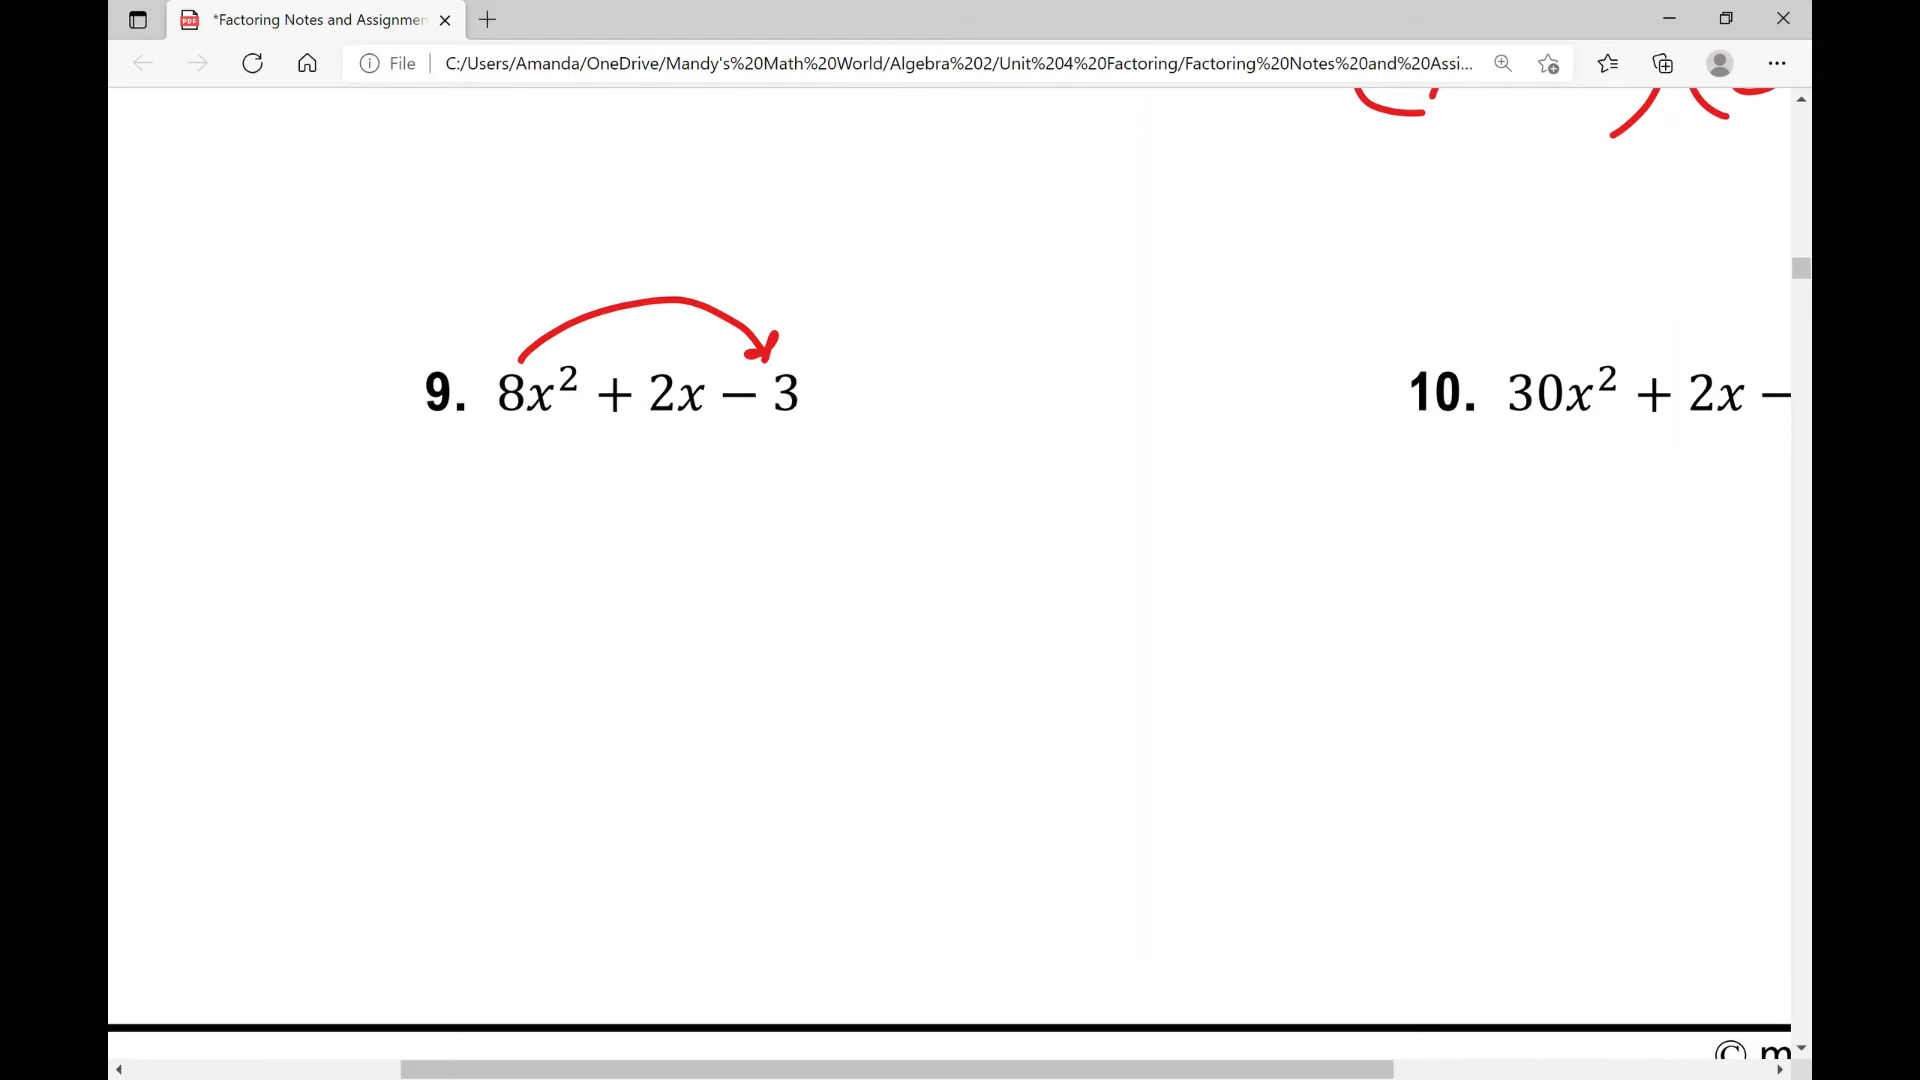 *Factoring Notes and Assignmen
File C:/Users/Amanda/OneDrive/Mandy's%20Math%20World/Algebra%202/Unit%204%20Factoring/Factoring%20Notes%20and%20Assi...
9. 8x² + 2x − 3
10. 30x² + 2x −
© m